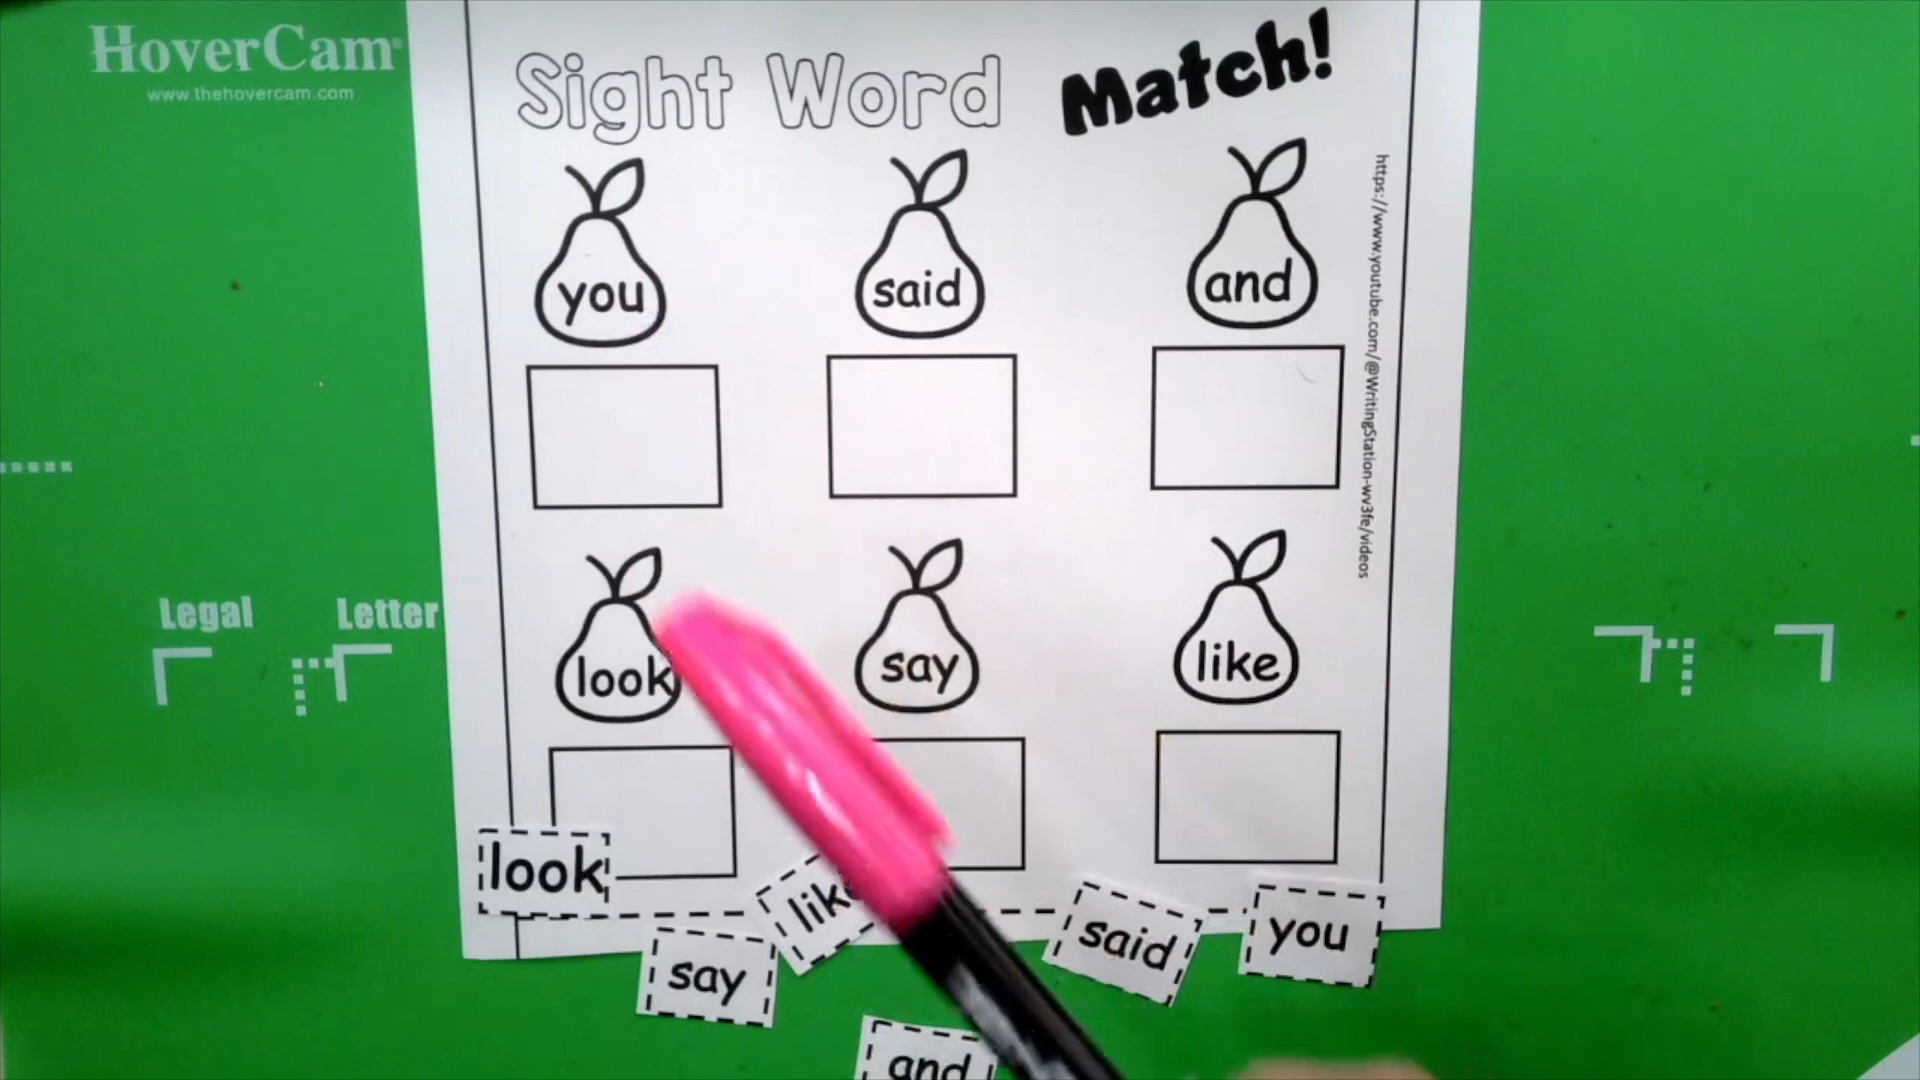 HoverCam
www.thehovercam.com
Sight Word Match!
you
said
and
https://www.youtube.com/@WritingStation-wv3fe/videos
Legal
Letter
look
say
like
look
say
like
said
you
and